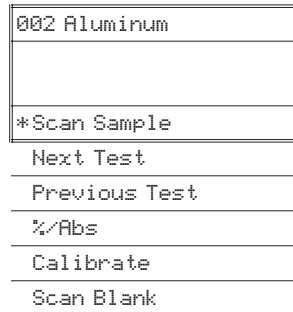 002 Aluminum
*Scan Sample
Next Test
Previous Test
%/Abs
Calibrate
Scan Blank